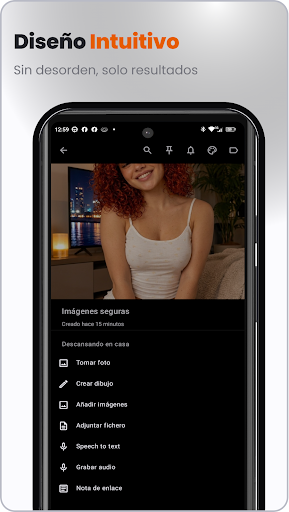 Diseño Intuitivo
Sin desorden, solo resultados
12:59
Imágenes seguras
Creado hace 15 minutos
Descansando en casa
Tomar foto
Crear dibujo
Añadir imágenes
Adjuntar fichero
Speech to text
Grabar audio
Nota de enlace